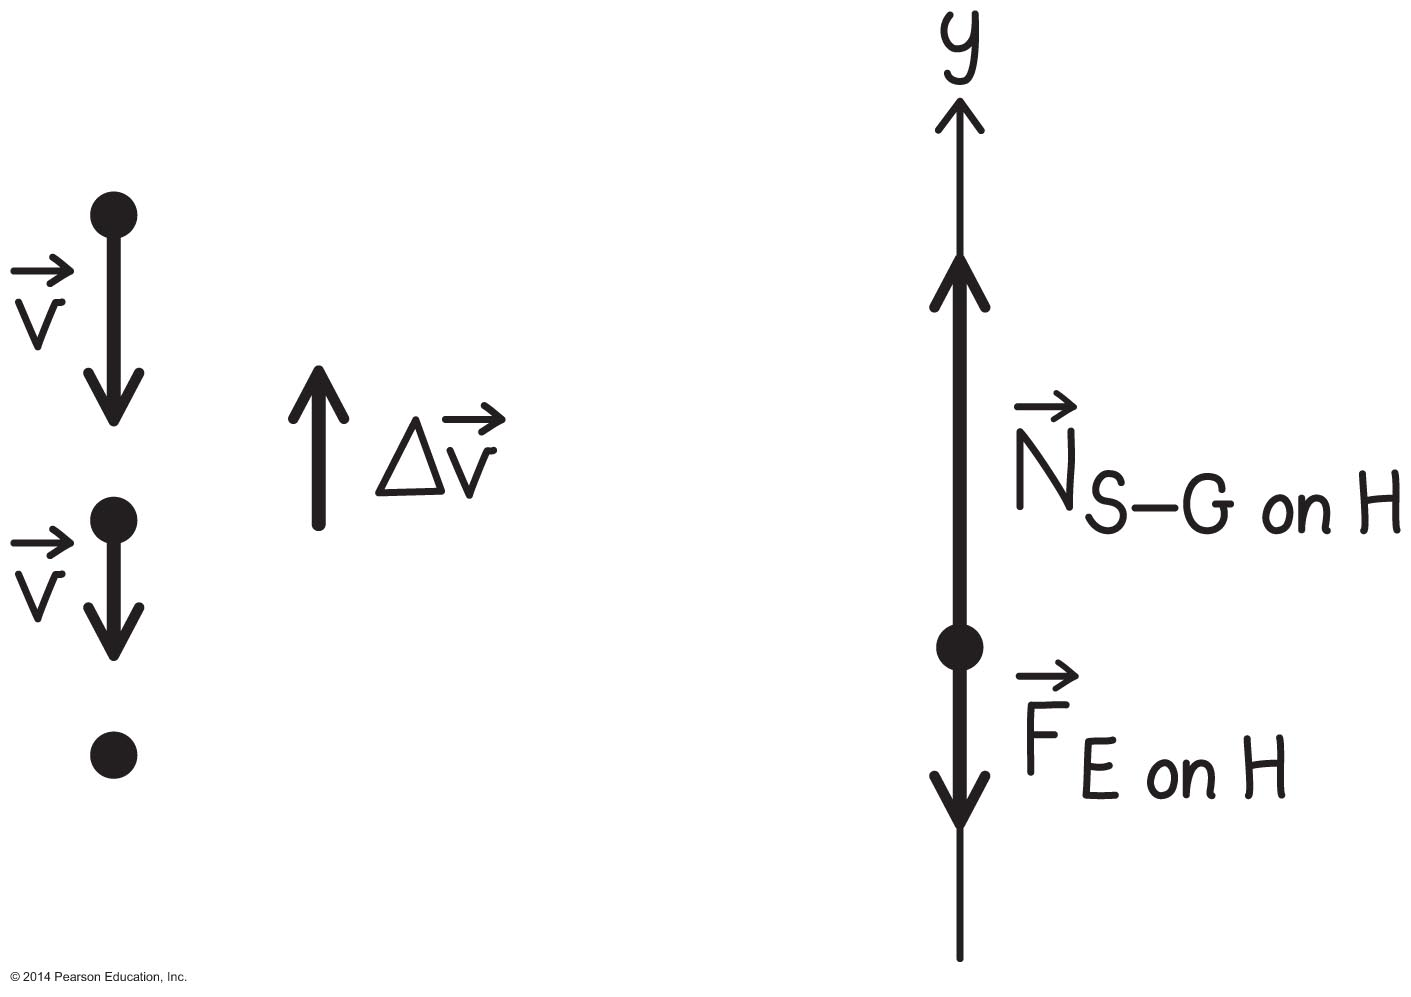 y
v
Δv
N S–G on H
v
F E on H
© 2014 Pearson Education, Inc.